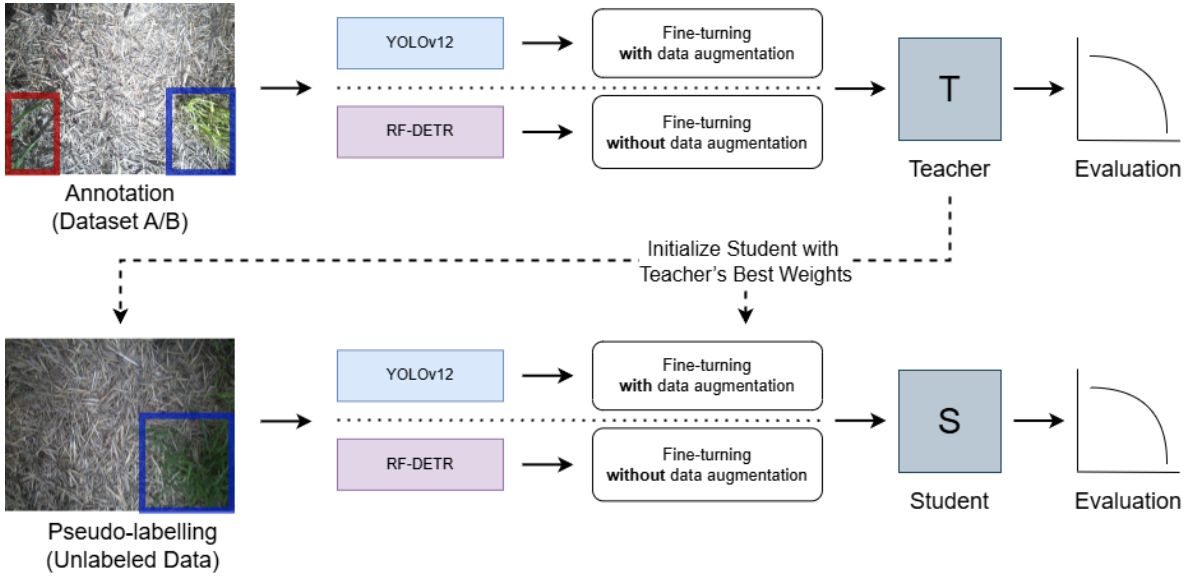 YOLOv12
Fine-turning
with data augmentation
RF-DETR
Fine-turning
without data augmentation
T
Teacher
Evaluation
Annotation
(Dataset A/B)
Initialize Student with
Teacher's Best Weights
YOLOv12
Fine-turning
with data augmentation
RF-DETR
Fine-turning
without data augmentation
S
Student
Evaluation
Pseudo-labelling
(Unlabeled Data)